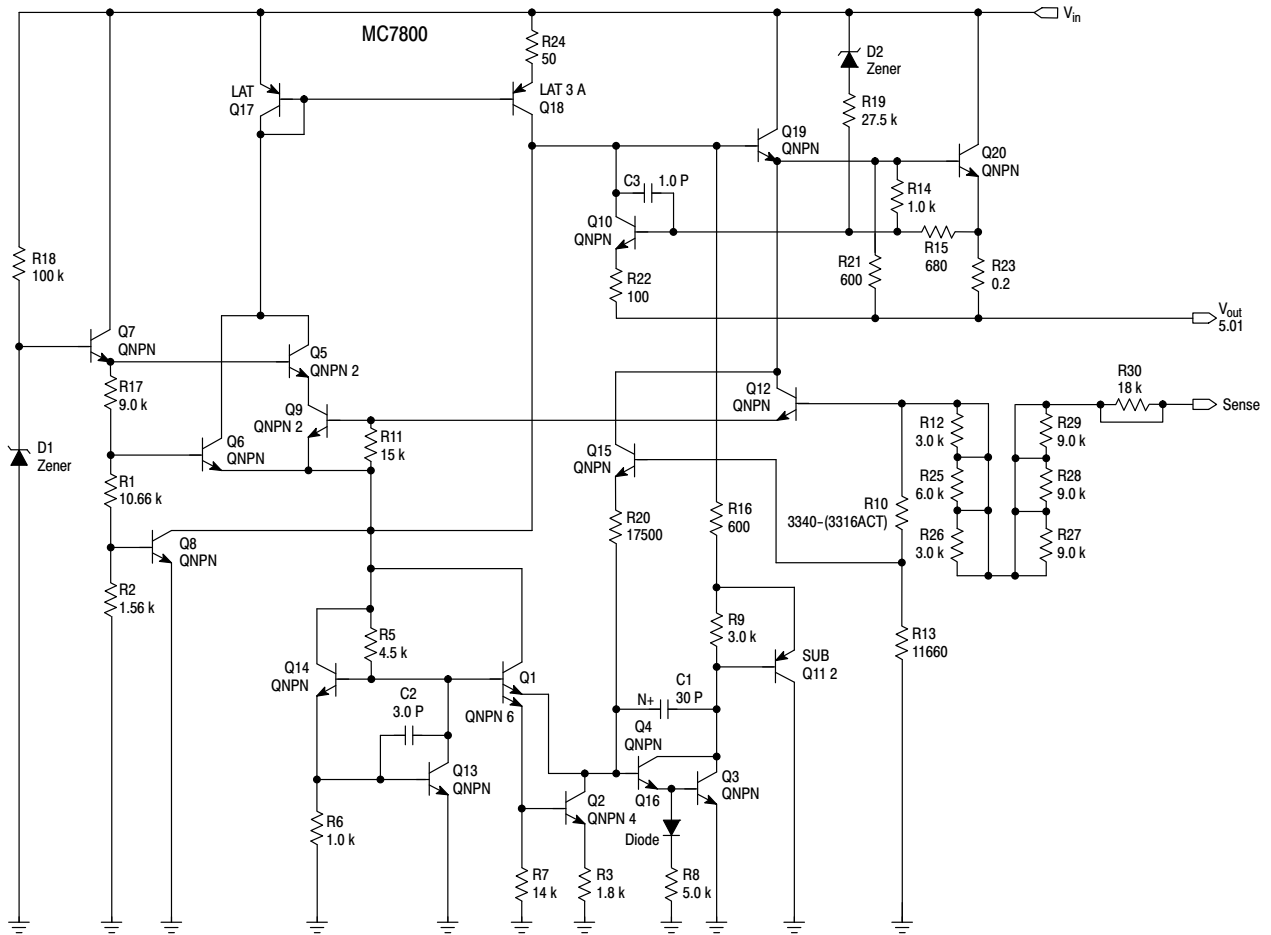 MC7800
Vin
R24
50
D2
Zener
LAT
Q17
LAT 3 A
Q18
R19
27.5 k
Q19
QNPN
Q20
QNPN
C3
1.0 P
R14
1.0 k
Q10
QNPN
R15
680
R18
100 k
R21
600
R23
0.2
R22
100
Vout
5.01
Q7
QNPN
Q5
QNPN 2
R30
18 k
R17
9.0 k
Q12
QNPN
Sense
Q9
QNPN 2
R12
3.0 k
R29
9.0 k
D1
Zener
Q6
QNPN
R11
15 k
Q15
QNPN
R25
6.0 k
R28
9.0 k
R1
10.66 k
R10
3340-(3316ACT)
R16
600
R20
17500
R26
3.0 k
R27
9.0 k
Q8
QNPN
R2
1.56 k
R9
3.0 k
R13
11660
R5
4.5 k
SUB
Q11 2
Q14
QNPN
Q1
QNPN 6
C1
30 P
N+
C2
3.0 P
Q4
QNPN
Q13
QNPN
Q3
QNPN
Q16
Q2
QNPN 4
R6
1.0 k
Diode
R7
14 k
R3
1.8 k
R8
5.0 k